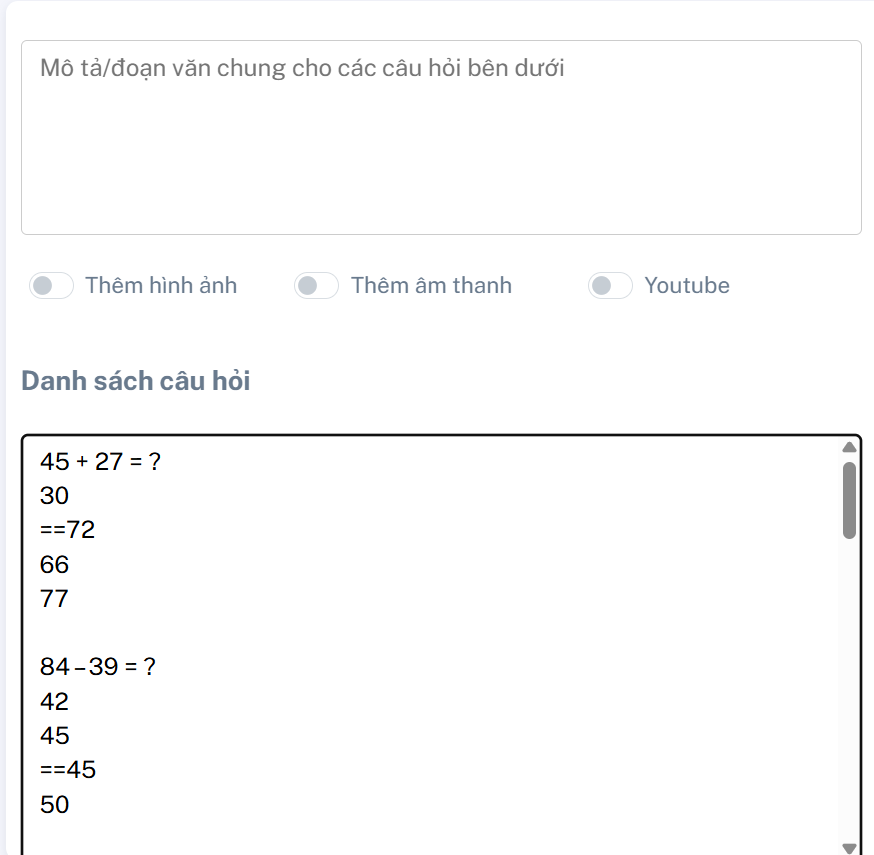 Mô tả/đoạn văn chung cho các câu hỏi bên dưới
Thêm hình ảnh Thêm âm thanh Youtube
Danh sách câu hỏi
45 + 27 = ?
30
==72
66
77
84 – 39 = ?
42
45
==45
50